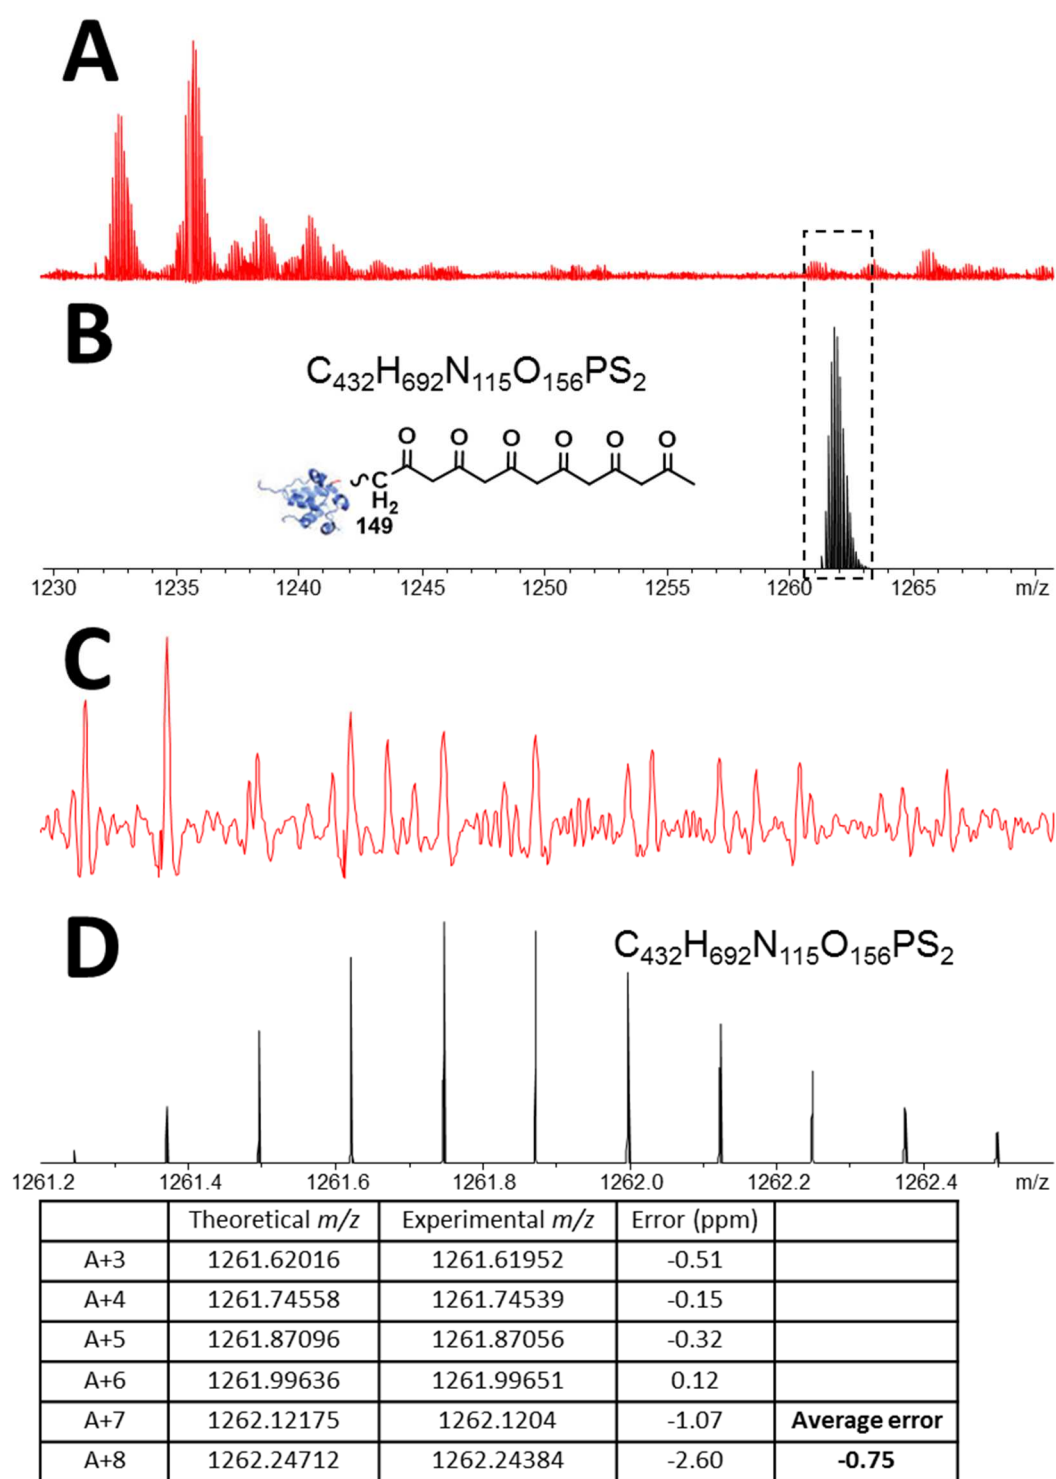 A
B
C₄₃₂H₆₉₂N₁₁₅O₁₅₆PS₂
O O O O O O
C
H₂
149
1230 1235 1240 1245 1250 1255 1260 1265 m/z
C
D
C₄₃₂H₆₉₂N₁₁₅O₁₅₆PS₂
1261.2 1261.4 1261.6 1261.8 1262.0 1262.2 1262.4 m/z
Theoretical m/z Experimental m/z Error (ppm)
A+3 1261.62016 1261.61952 -0.51
A+4 1261.74558 1261.74539 -0.15
A+5 1261.87096 1261.87056 -0.32
A+6 1261.99636 1261.99651 0.12
A+7 1262.12175 1262.1204 -1.07 Average error
A+8 1262.24712 1262.24384 -2.60 -0.75